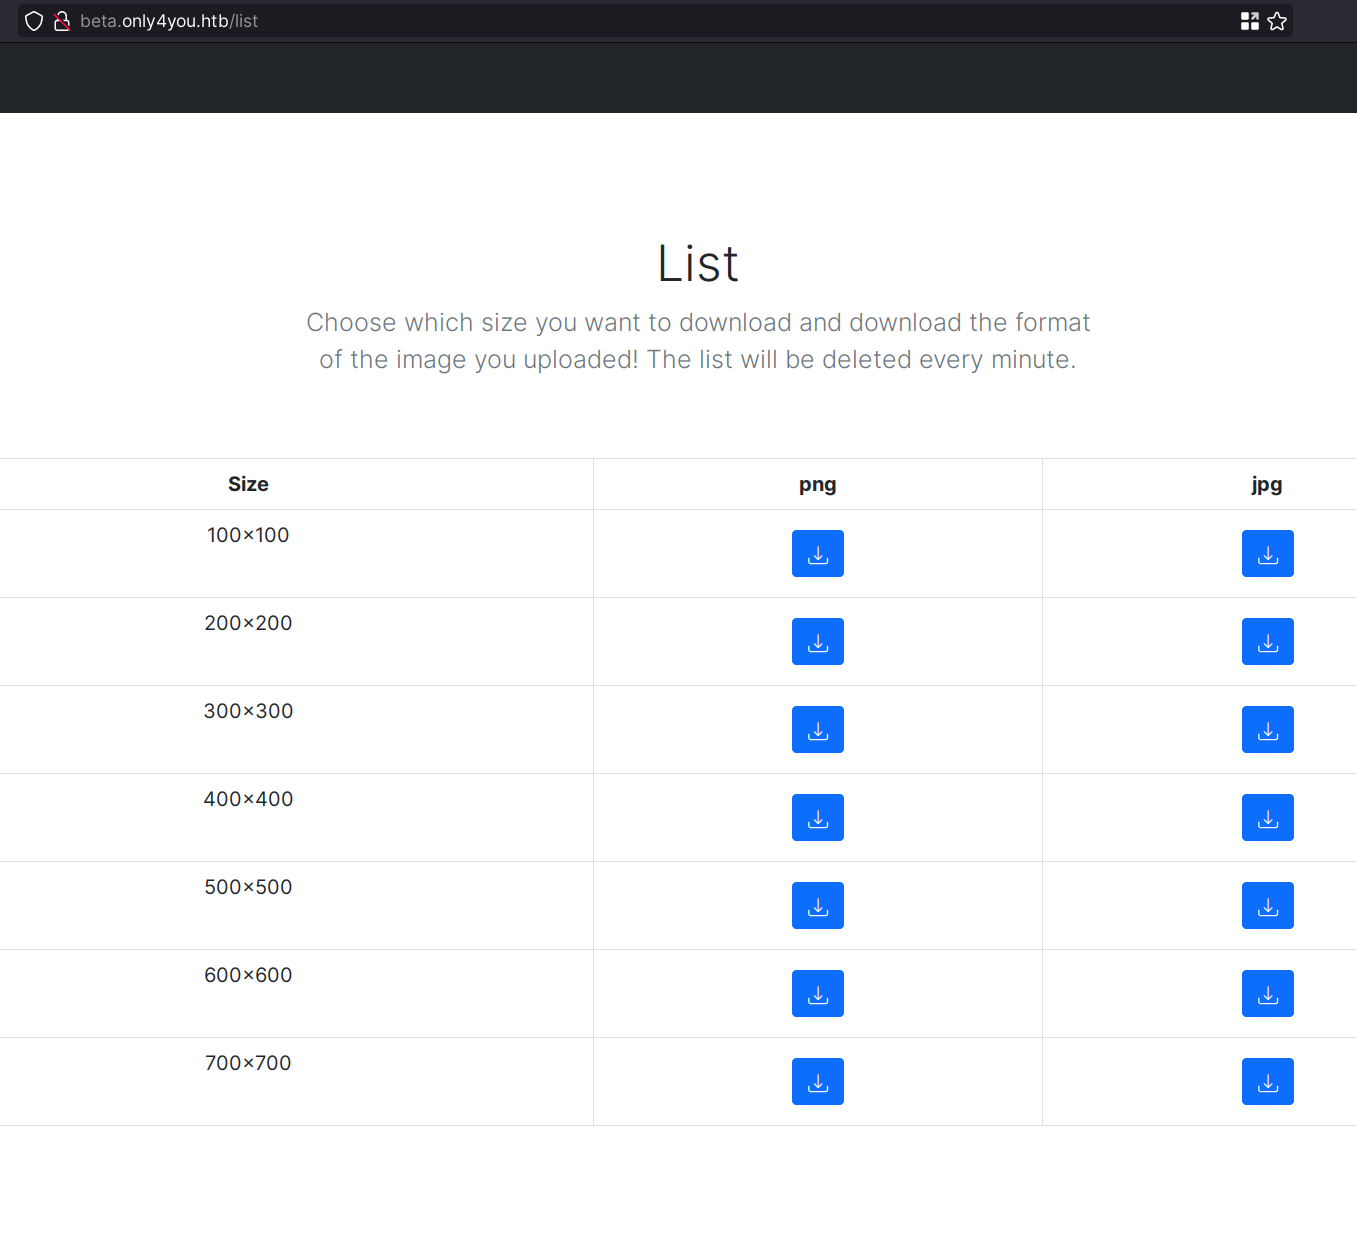 beta.only4you.htb/list
List
Choose which size you want to download and download the format
of the image you uploaded! The list will be deleted every minute.
Size png jpg
100×100
200×200
300×300
400×400
500×500
600×600
700×700